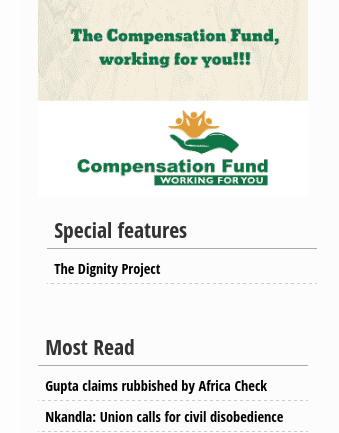 The Compensation Fund,
working for you!!!
Compensation Fund
WORKING FOR YOU
Special features
The Dignity Project
Most Read
Gupta claims rubbished by Africa Check
Nkandla: Union calls for civil disobedience